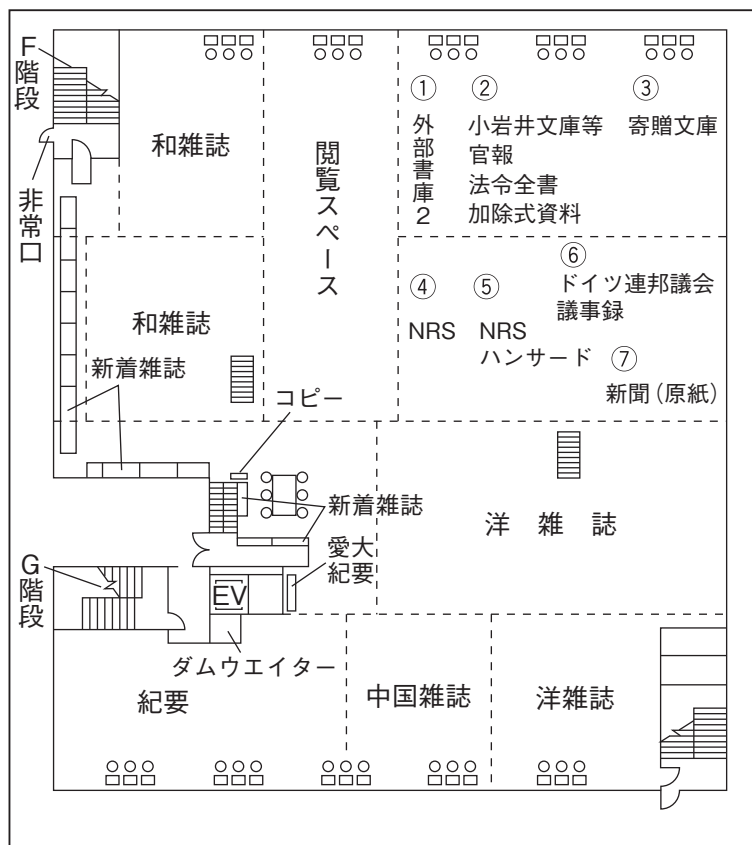 F階段
非常口
和雑誌
閲覧スペース
①
外部書庫2
②
小岩井文庫等
官報
法令全書
加除式資料
③
寄贈文庫
和雑誌
④
NRS
⑤
NRS
ハンサード
⑥
ドイツ連邦議会
議事録
⑦
新聞（原紙）
新着雑誌
コピー
新着雑誌
洋雑誌
愛大
紀要
G階段
EV
ダムウエイター
紀要
中国雑誌
洋雑誌